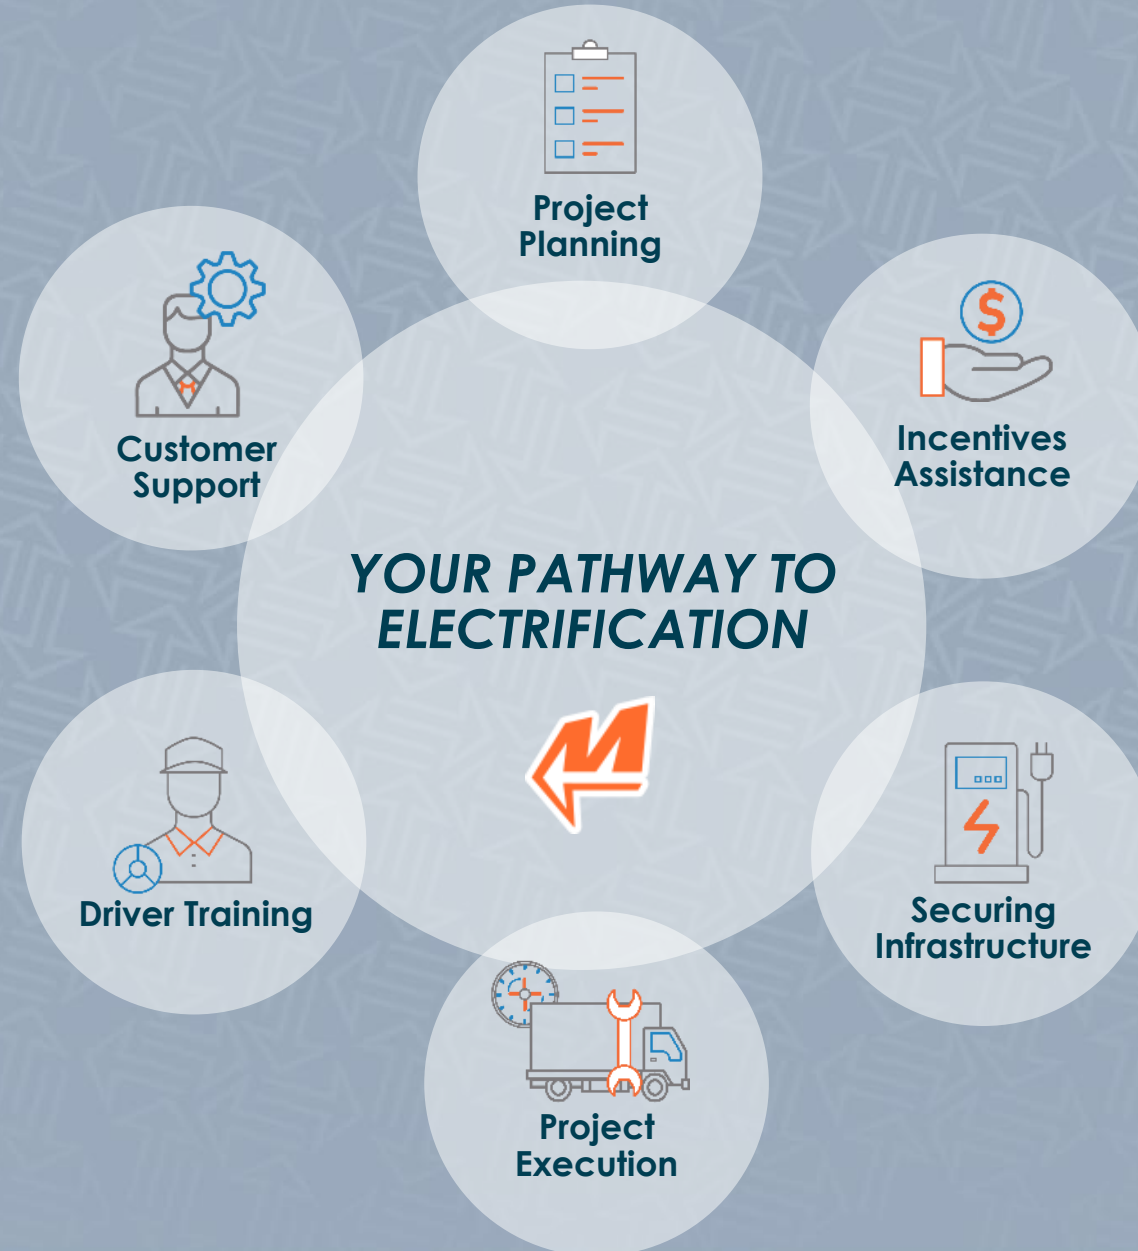 Project
Planning
Incentives
Assistance
Securing
Infrastructure
Project
Execution
Driver Training
Customer
Support
YOUR PATHWAY TO
ELECTRIFICATION
M